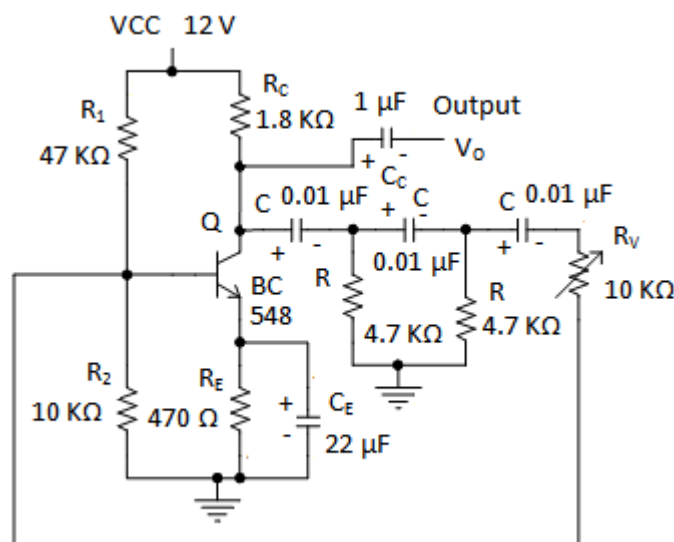 VCC 12 V
R1
47 KΩ
RC
1.8 KΩ
1 μF
Output
+ -
VO
CC
C 0.01 μF
+ -
+ C -
0.01 μF
C 0.01 μF
+ -
RV
10 KΩ
Q
BC
548
R
4.7 KΩ
R
4.7 KΩ
R2
10 KΩ
RE
470 Ω
+
-
CE
22 μF